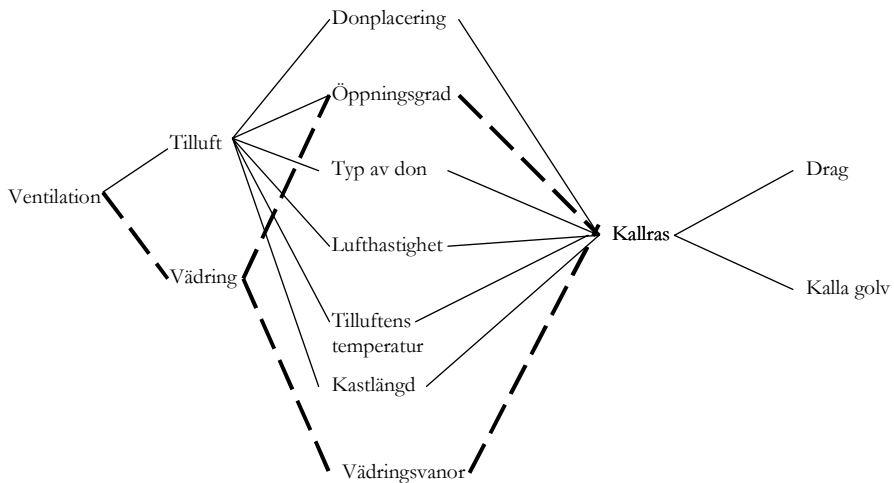 Donplacering
Öppningsgrad
Tilluft
Typ av don
Drag
Ventilation
Kallras
Lufthastighet
Vädring
Kalla golv
Tilluftens
temperatur
Kastlängd
Vädringsvanor